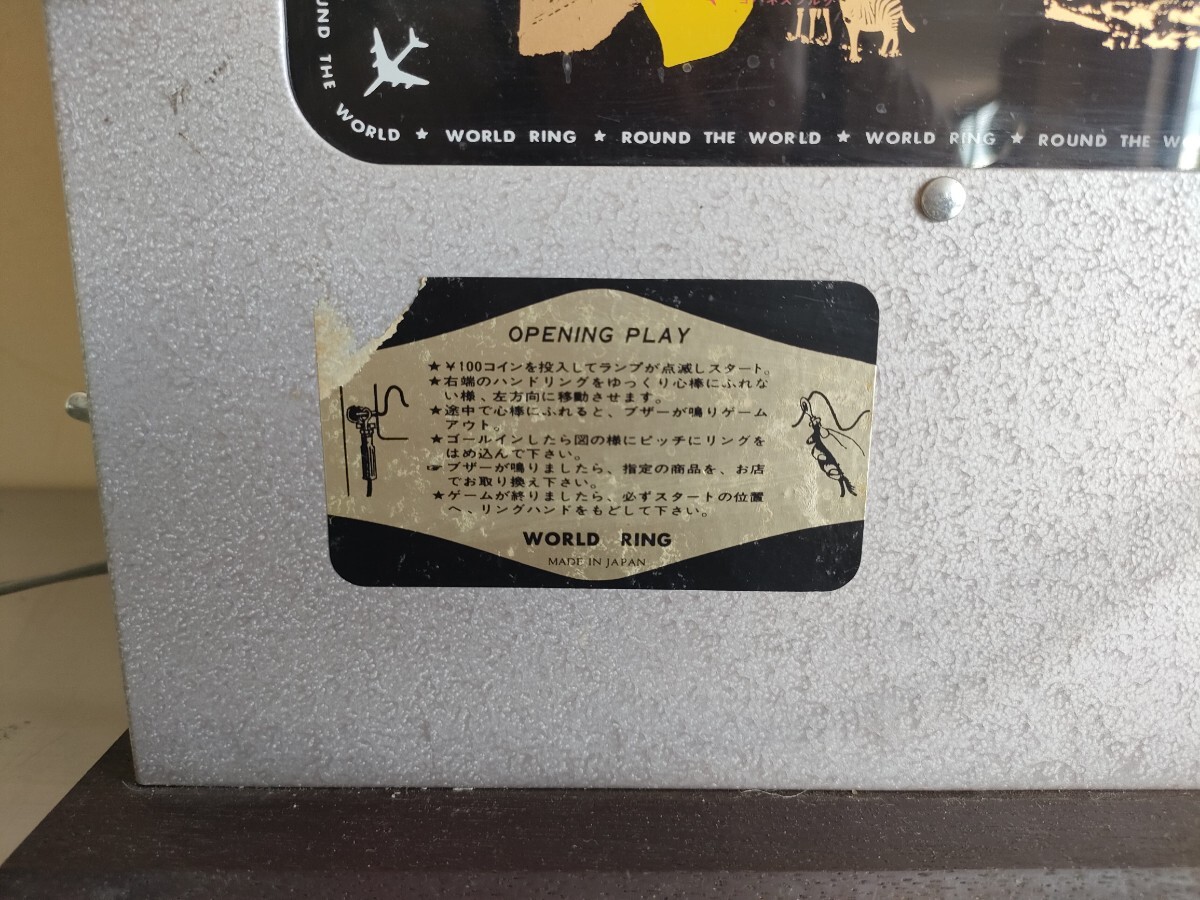 ROUND THE WORLD ★ WORLD RING ★ ROUND THE WORLD ★ WORLD RING ★ ROUND THE
OPENING PLAY
★¥100コインを投入してランプが点滅しスタート。
★右端のハンドリングをゆっくり心棒にふれな
い様、左方向に移動させます。
★途中で心棒にふれると、ブザーが鳴りゲーム
アウト。
★ゴールインしたら図の様にピッチにリングを
はめ込んで下さい。
☞ブザーが鳴りましたら、指定の商品を、お店
でお取り換え下さい。
★ゲームが終りましたら、必ずスタートの位置
へ、リングハンドをもどして下さい。
WORLD RING
MADE IN JAPAN